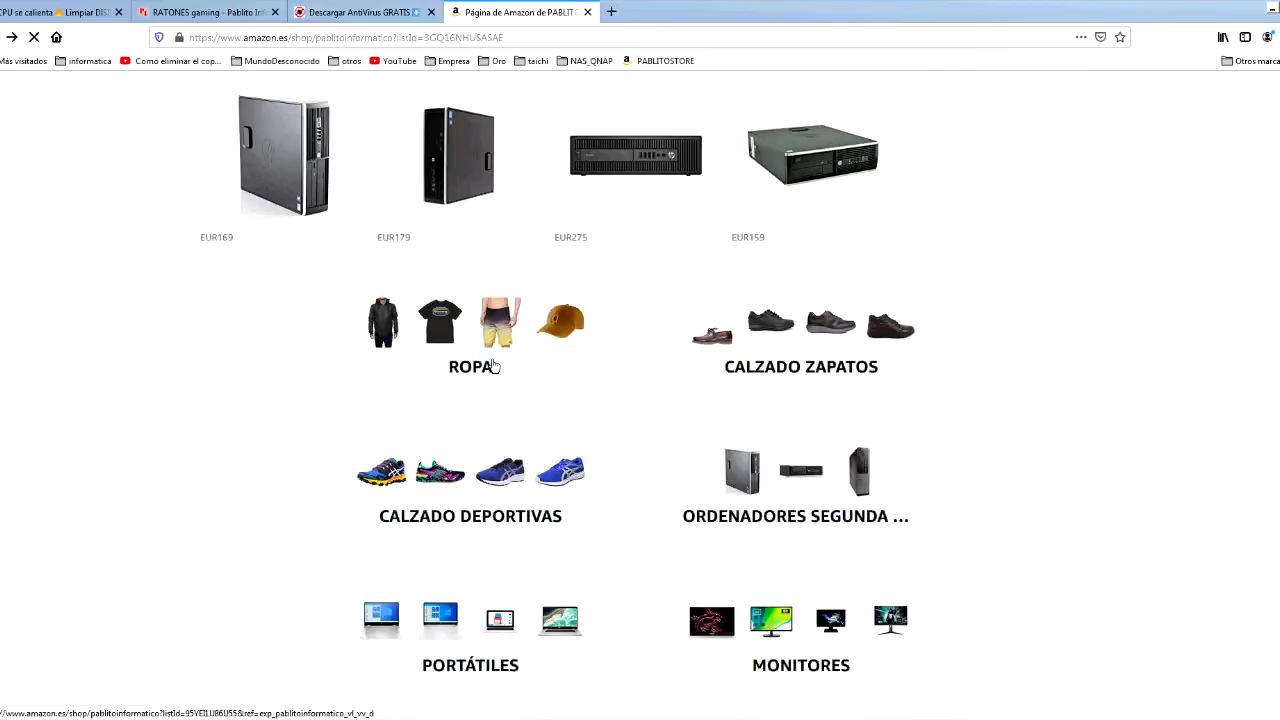 CPU se calienta 🔥 Limpiar DIS
RATONES gaming - Pablito Inf
Descargar AntiVirus GRATIS
Página de Amazon de PABLITO
https://www.amazon.es/shop/pablitoinformatico?listId=3GQ16NHUSASAE
Más visitados
informatica
Como eliminar el cop...
MundoDesconocido
otros
YouTube
Empresa
Oro
taichi
NAS_QNAP
PABLITOSTORE
Otros marca
EUR169
EUR179
EUR275
EUR159
ROPA
CALZADO ZAPATOS
CALZADO DEPORTIVAS
ORDENADORES SEGUNDA ...
PORTÁTILES
MONITORES
//www.amazon.es/shop/pablitoinformatico?listId=95YEI1U86U55&ref=exp_pablitoinformatico_vl_vv_d